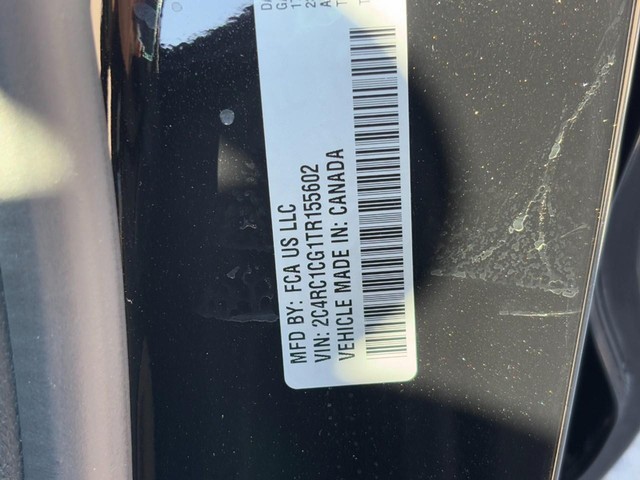 MFD BY: FCA US LLC
VIN: 2C4RC1CG1TR155602
VEHICLE MADE IN: CANADA